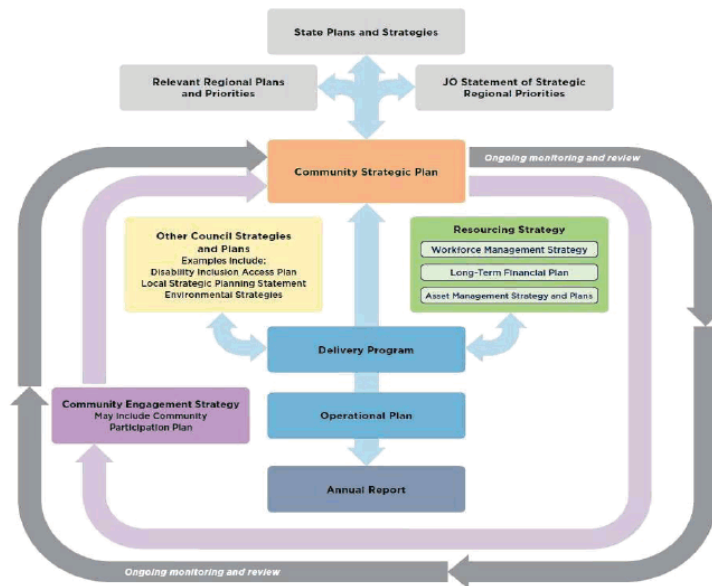 State Plans and Strategies
Relevant Regional Plans
and Priorities
JO Statement of Strategic
Regional Priorities
Community Strategic Plan
Ongoing monitoring and review
Other Council Strategies
and Plans
Examples Include:
Disability Inclusion Access Plan
Local Strategic Planning Statement
Environmental Strategies
Resourcing Strategy
Workforce Management Strategy
Long-Term Financial Plan
Asset Management Strategy and Plans
Delivery Program
Community Engagement Strategy
May Include Community
Participation Plan
Operational Plan
Annual Report
Ongoing monitoring and review